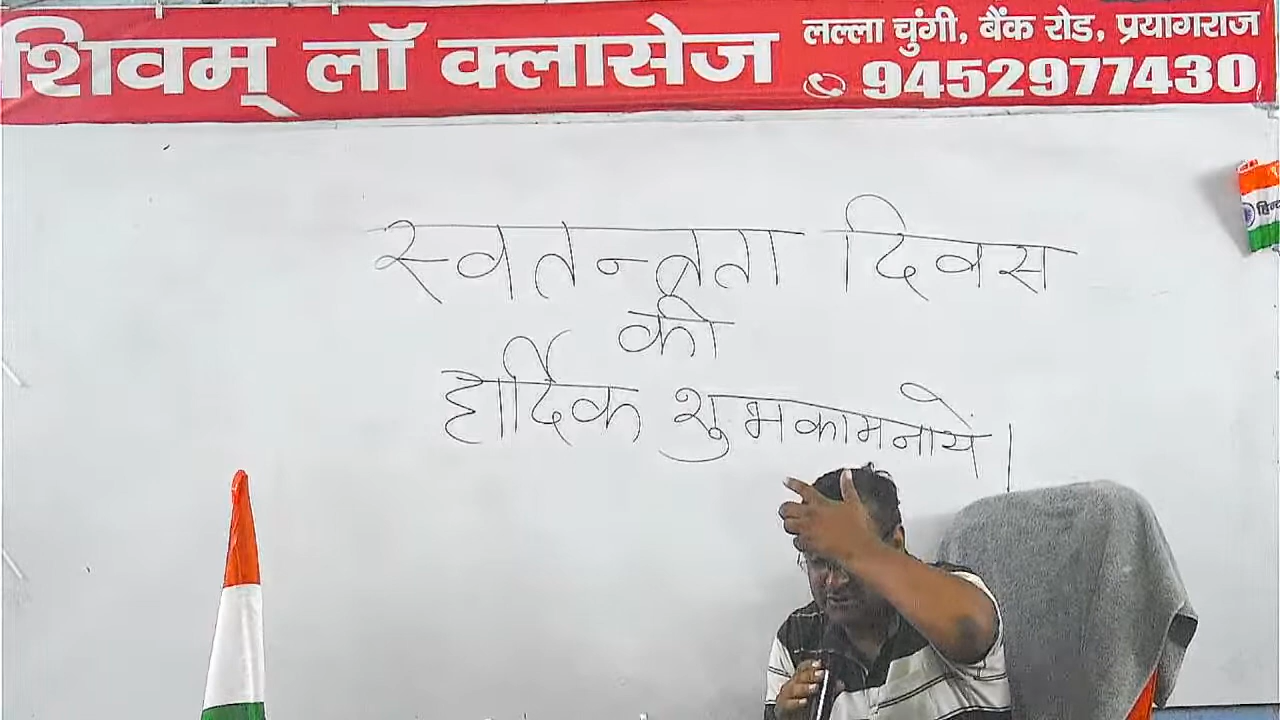 शिवम् लॉ क्लासेज
लल्ला चुंगी, बैंक रोड, प्रयागराज
9452977430
स्वतन्त्रता दिवस
की
हार्दिक शुभकामनायें।